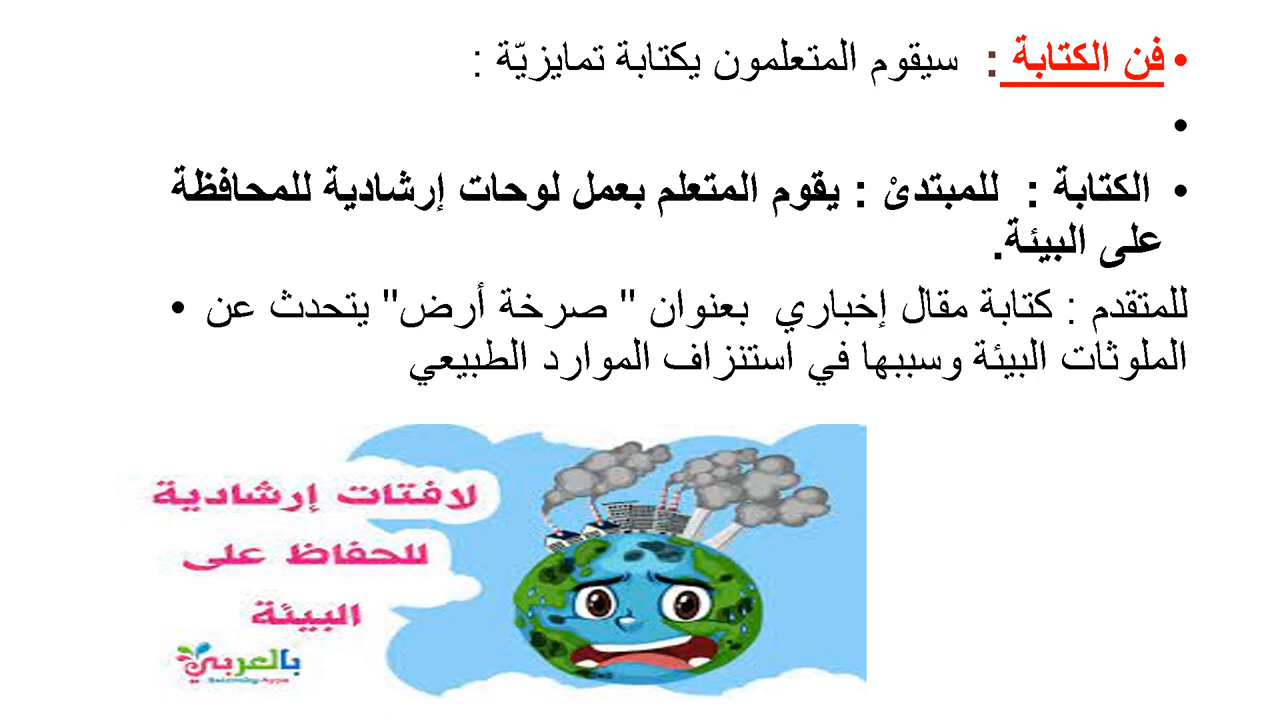 • فن الكتابة : سيقوم المتعلمون يكتابة تمايزيّة :
•
• الكتابة : للمبتدئْ : يقوم المتعلم بعمل لوحات إرشادية للمحافظة
على البيئة.
للمتقدم : كتابة مقال إخباري بعنوان " صرخة أرض" يتحدث عن •
الملوثات البيئة وسببها في استنزاف الموارد الطبيعي
لافتات إرشادية
للحفاظ على
البيئة
بالعربي
Belarabiy Apps